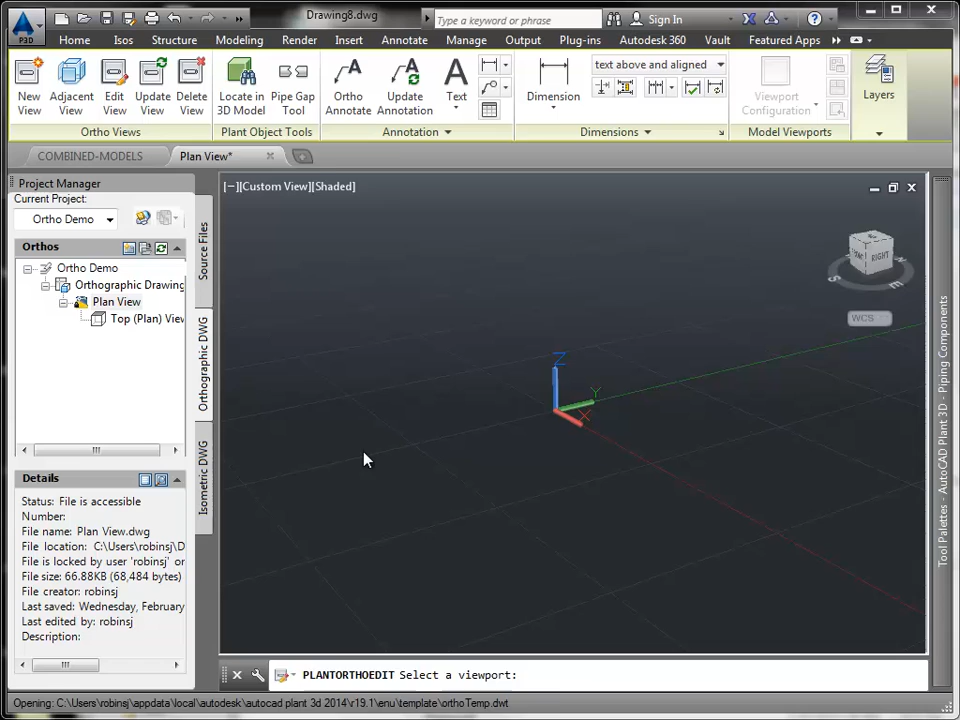 P3D
Drawing8.dwg
Type a keyword or phrase
Sign In
Home Isos Structure Modeling Render Insert Annotate Manage Output Plug-ins Autodesk 360 Vault Featured Apps
New View
Adjacent View
Edit View
Update View
Delete View
Locate in 3D Model
Pipe Gap Tool
Ortho Annotate
Update Annotation
Text
Dimension
text above and aligned
Viewport Configuration
Layers
Ortho Views
Plant Object Tools
Annotation
Dimensions
Model Viewports
COMBINED-MODELS
Plan View*
Project Manager
Current Project:
Ortho Demo
Orthos
Ortho Demo
Orthographic Drawing
Plan View
Top (Plan) Viev
Source Files
Orthographic DWG
Isometric DWG
Details
Status: File is accessible
Number:
File name: Plan View.dwg
File location: C:\Users\robinsj\D
File is locked by user 'robinsj' or
File size: 66.88KB (68,484 bytes)
File creator: robinsj
Last saved: Wednesday, February
Last edited by: robinsj
Description:
[−][Custom View][Shaded]
RIGHT
E
WCS
Z
Y
X
Tool Palettes - AutoCAD Plant 3D - Piping Components
PLANTORTHOEDIT Select a viewport:
Opening: C:\Users\robinsj\appdata\local\autodesk\autocad plant 3d 2014\r19.1\enu\template\orthoTemp.dwt